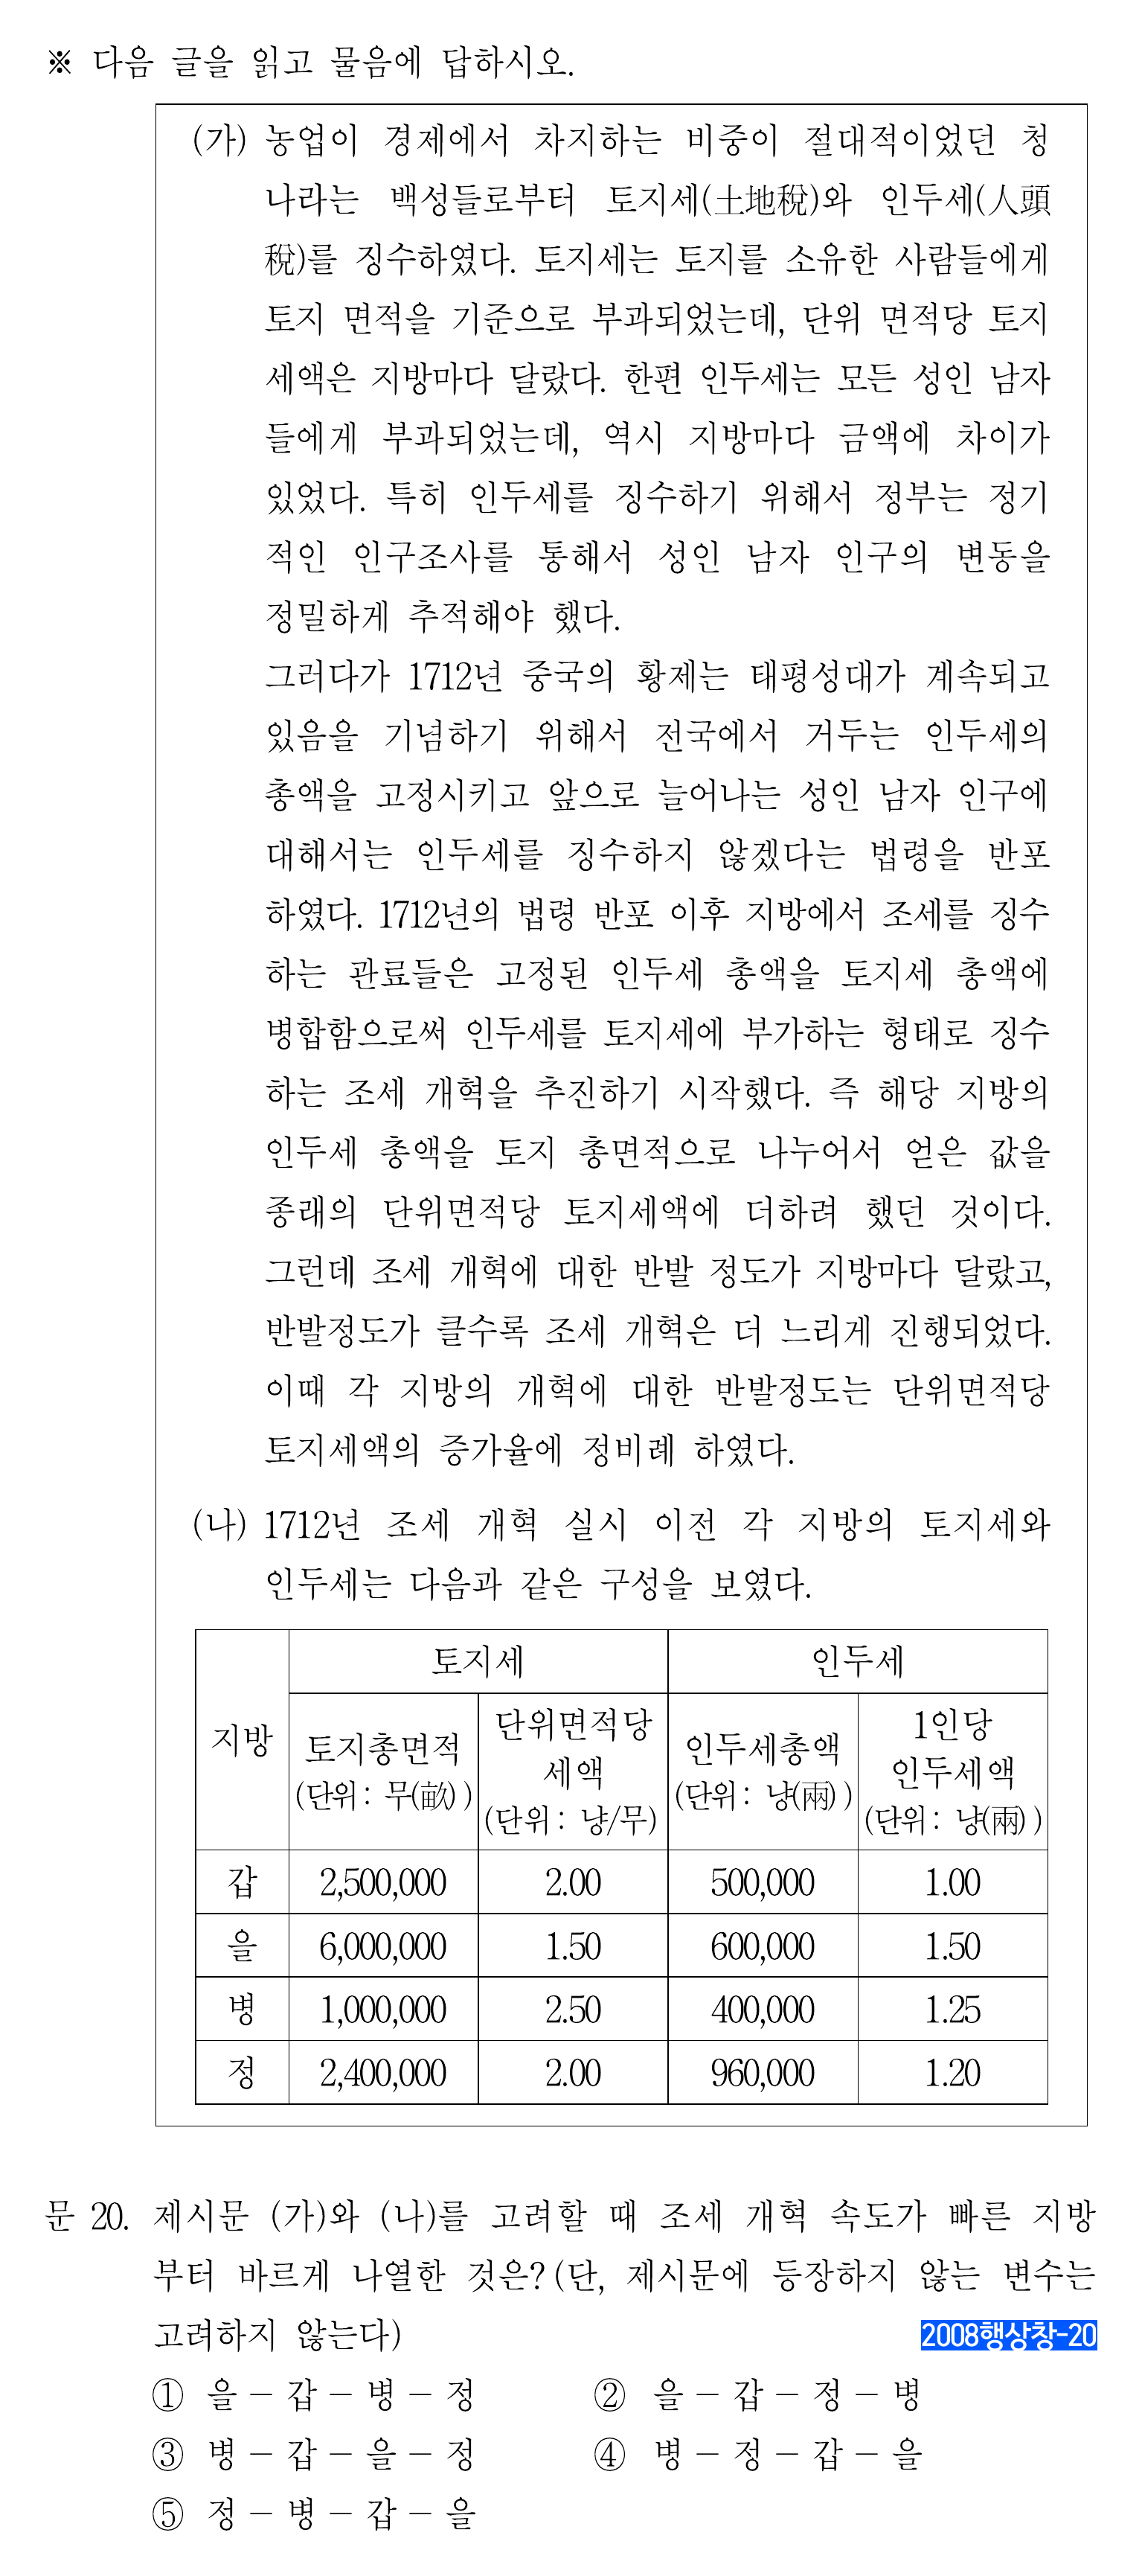 ※ 다음 글을 읽고 물음에 답하시오.
(가) 농업이 경제에서 차지하는 비중이 절대적이었던 청
나라는 백성들로부터 토지세(土地稅)와 인두세(人頭
稅)를 징수하였다. 토지세는 토지를 소유한 사람들에게
토지 면적을 기준으로 부과되었는데, 단위 면적당 토지
세액은 지방마다 달랐다. 한편 인두세는 모든 성인 남자
들에게 부과되었는데, 역시 지방마다 금액에 차이가
있었다. 특히 인두세를 징수하기 위해서 정부는 정기
적인 인구조사를 통해서 성인 남자 인구의 변동을
정밀하게 추적해야 했다.
그러다가 1712년 중국의 황제는 태평성대가 계속되고
있음을 기념하기 위해서 전국에서 거두는 인두세의
총액을 고정시키고 앞으로 늘어나는 성인 남자 인구에
대해서는 인두세를 징수하지 않겠다는 법령을 반포
하였다. 1712년의 법령 반포 이후 지방에서 조세를 징수
하는 관료들은 고정된 인두세 총액을 토지세 총액에
병합함으로써 인두세를 토지세에 부가하는 형태로 징수
하는 조세 개혁을 추진하기 시작했다. 즉 해당 지방의
인두세 총액을 토지 총면적으로 나누어서 얻은 값을
종래의 단위면적당 토지세액에 더하려 했던 것이다.
그런데 조세 개혁에 대한 반발 정도가 지방마다 달랐고,
반발정도가 클수록 조세 개혁은 더 느리게 진행되었다.
이때 각 지방의 개혁에 대한 반발정도는 단위면적당
토지세액의 증가율에 정비례 하였다.
(나) 1712년 조세 개혁 실시 이전 각 지방의 토지세와
인두세는 다음과 같은 구성을 보였다.
지방 토지세 인두세
토지총면적 (단위: 무(畝)) 단위면적당 세액 (단위: 냥/무) 인두세총액 (단위: 냥(兩)) 1인당 인두세액 (단위: 냥(兩))
갑 2,500,000 2.00 500,000 1.00
을 6,000,000 1.50 600,000 1.50
병 1,000,000 2.50 400,000 1.25
정 2,400,000 2.00 960,000 1.20
문 20. 제시문 (가)와 (나)를 고려할 때 조세 개혁 속도가 빠른 지방
부터 바르게 나열한 것은? (단, 제시문에 등장하지 않는 변수는
고려하지 않는다) 2008행상창-20
① 을 – 갑 – 병 – 정 ② 을 – 갑 – 정 – 병
③ 병 – 갑 – 을 – 정 ④ 병 – 정 – 갑 – 을
⑤ 정 – 병 – 갑 – 을